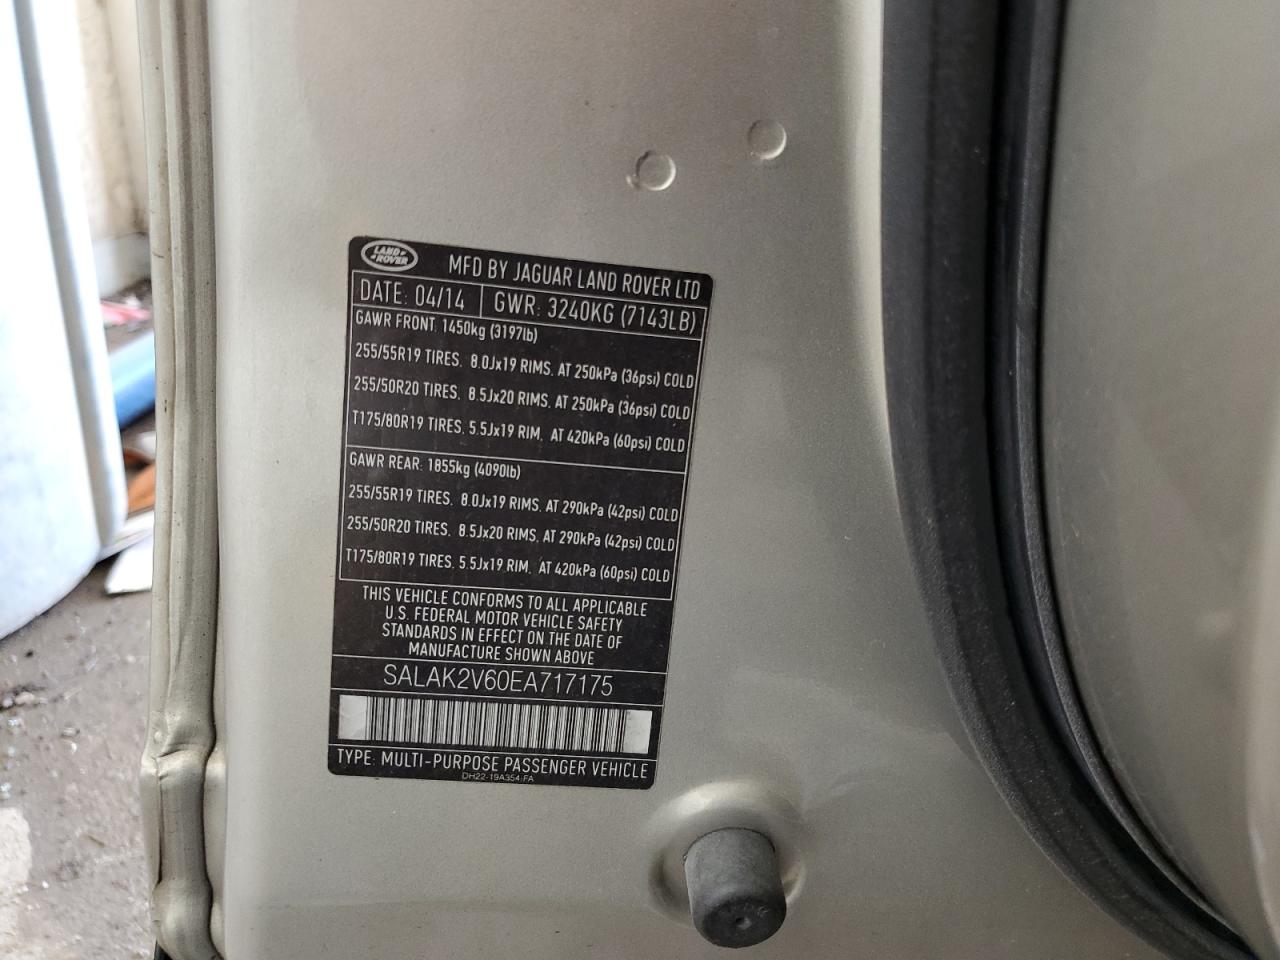 LAND ROVER
MFD BY JAGUAR LAND ROVER LTD
DATE: 04/14 GWR: 3240KG (7143LB)
GAWR FRONT: 1450kg (3197lb)
255/55R19 TIRES, 8.0Jx19 RIMS, AT 250kPa (36psi) COLD
255/50R20 TIRES, 8.5Jx20 RIMS, AT 250kPa (36psi) COLD
T175/80R19 TIRES, 5.5Jx19 RIM, AT 420kPa (60psi) COLD
GAWR REAR: 1855kg (4090lb)
255/55R19 TIRES, 8.0Jx19 RIMS, AT 290kPa (42psi) COLD
255/50R20 TIRES, 8.5Jx20 RIMS, AT 290kPa (42psi) COLD
T175/80R19 TIRES, 5.5Jx19 RIM, AT 420kPa (60psi) COLD
THIS VEHICLE CONFORMS TO ALL APPLICABLE
U.S. FEDERAL MOTOR VEHICLE SAFETY
STANDARDS IN EFFECT ON THE DATE OF
MANUFACTURE SHOWN ABOVE
SALAK2V60EA717175
TYPE: MULTI-PURPOSE PASSENGER VEHICLE
DH22-19A354-FA